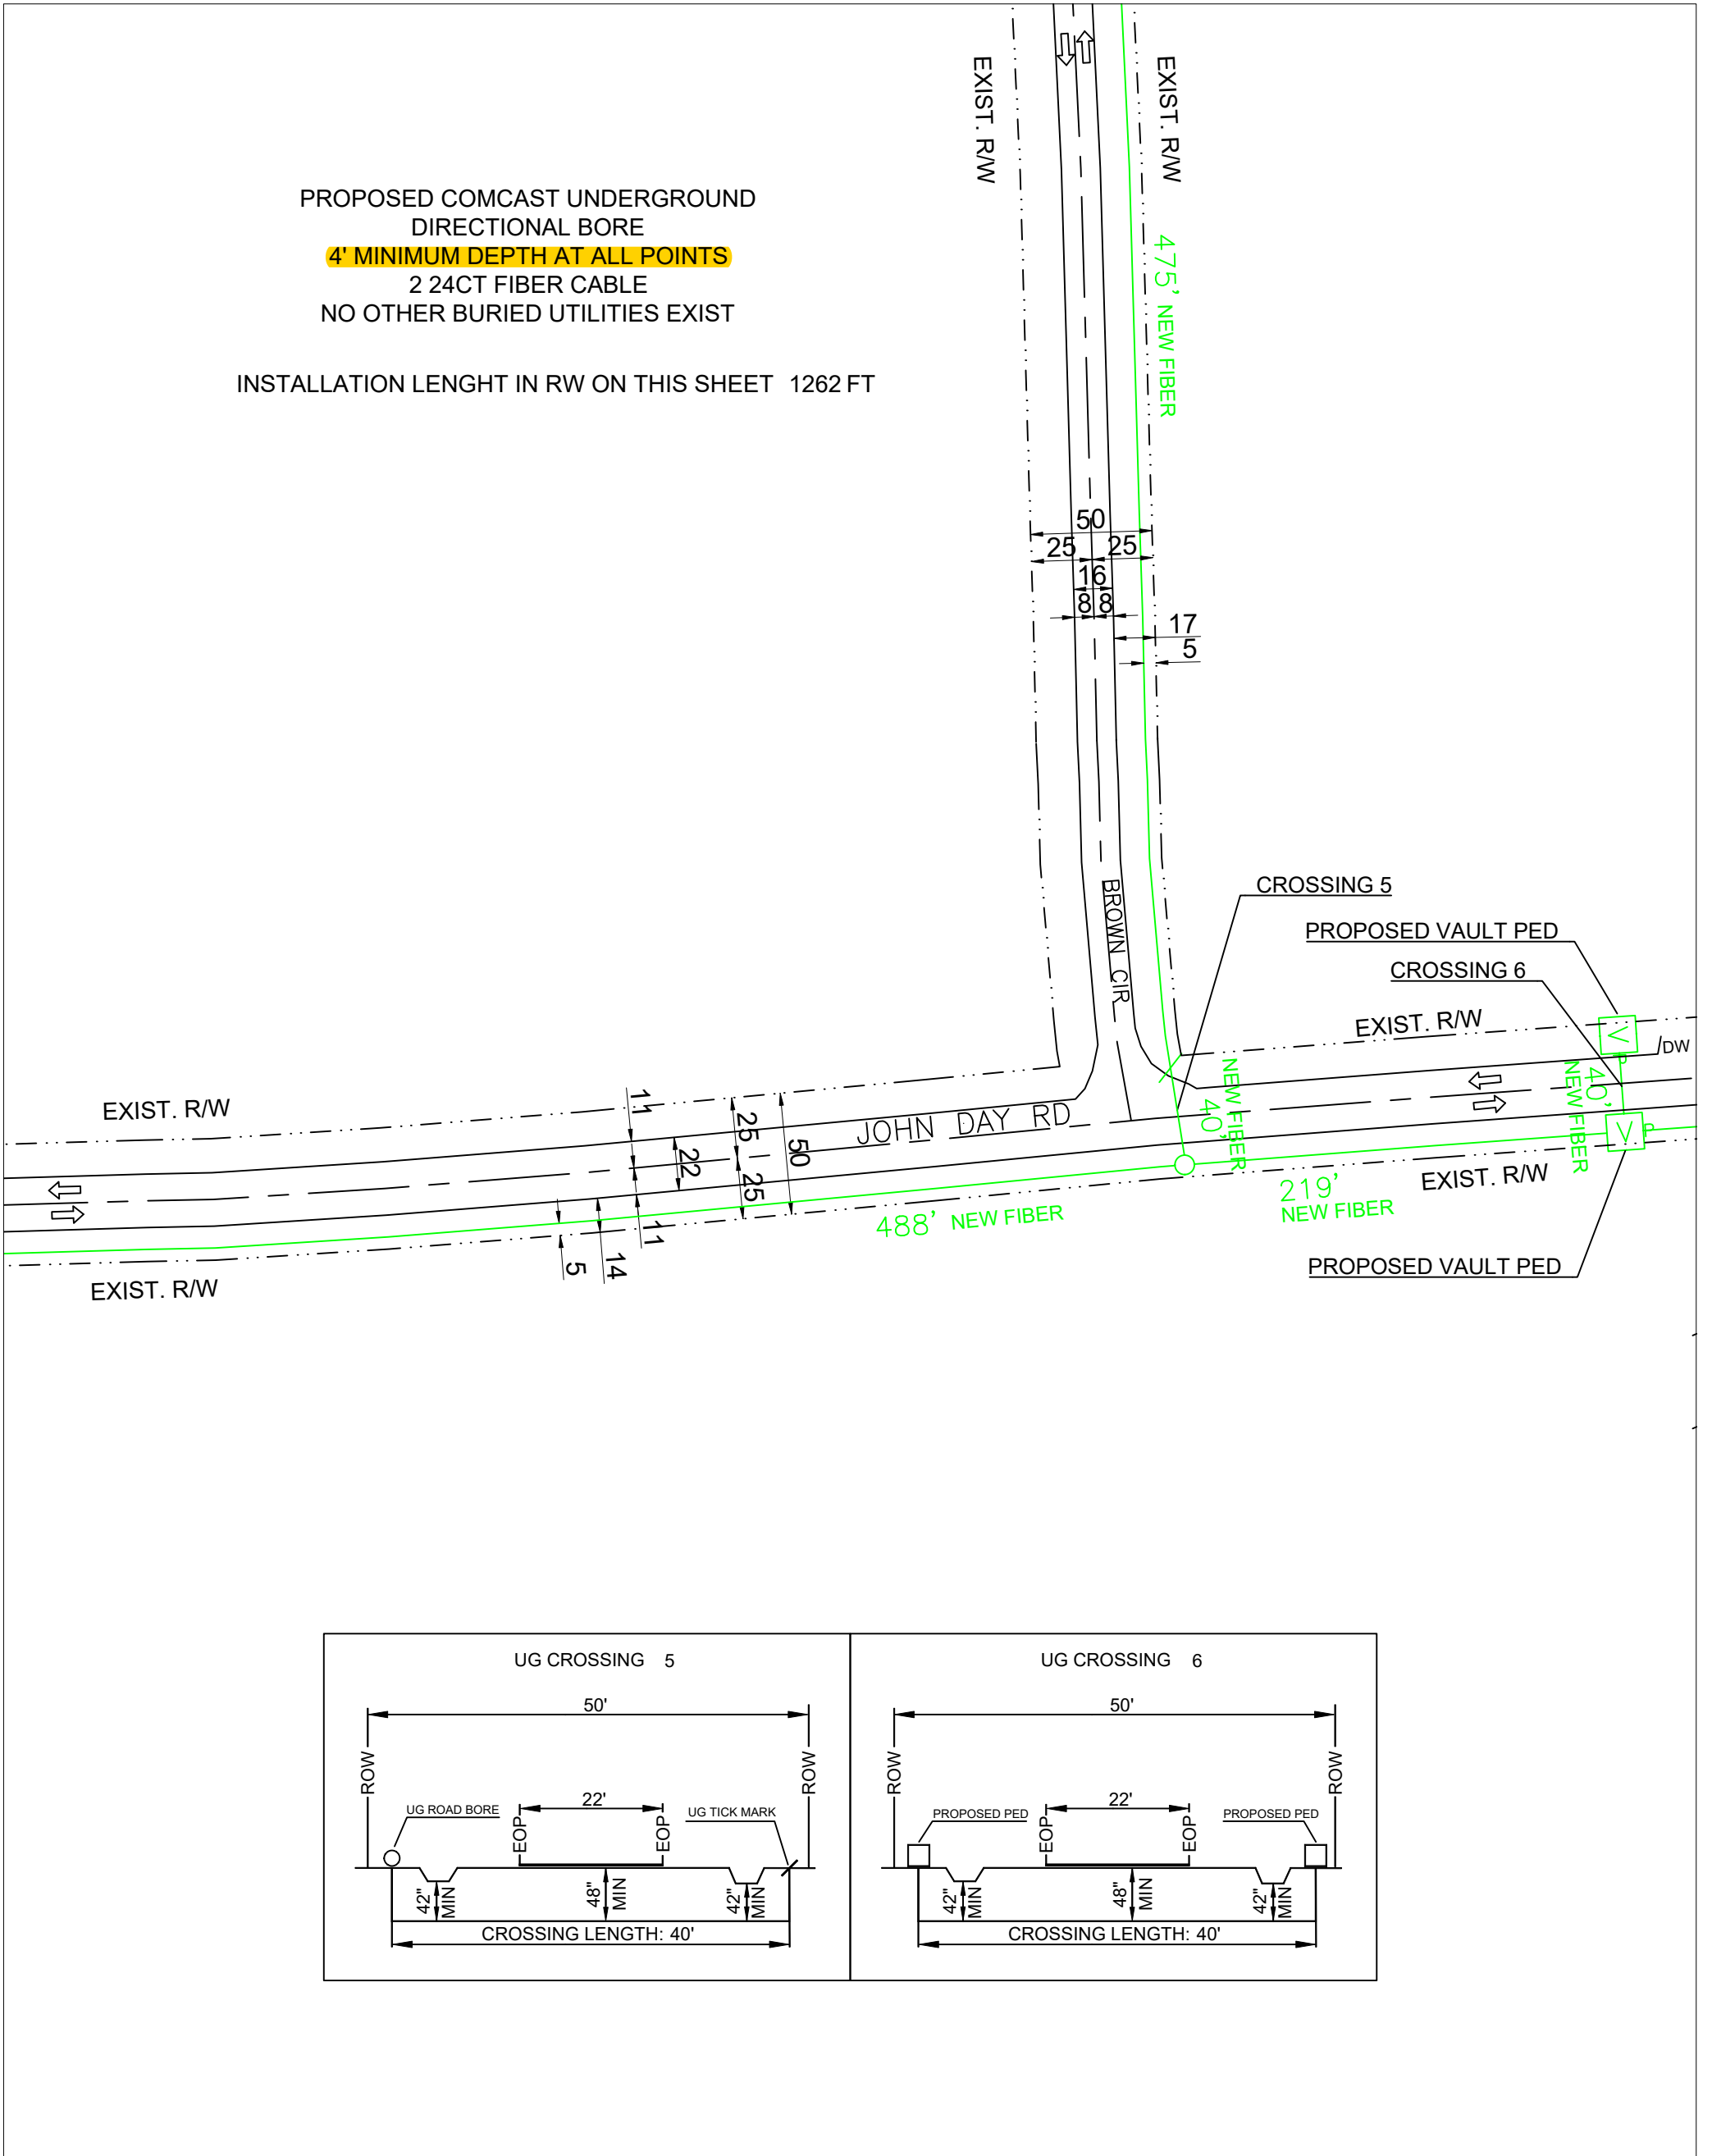 EXIST. R/W
EXIST. R/W
PROPOSED COMCAST UNDERGROUND
DIRECTIONAL BORE
4' MINIMUM DEPTH AT ALL POINTS
2 24CT FIBER CABLE
NO OTHER BURIED UTILITIES EXIST
INSTALLATION LENGHT IN RW ON THIS SHEET 1262 FT
475' NEW FIBER
50
25 25
16
8 8
17
5
BROWN CIR
CROSSING 5
PROPOSED VAULT PED
CROSSING 6
EXIST. R/W
V
P
DW
NEW FIBER
40'
40'
NEW FIBER
EXIST. R/W
11
25
50
22
25
JOHN DAY RD
V
P
EXIST. R/W
219'
NEW FIBER
488' NEW FIBER
11
14
5
EXIST. R/W
PROPOSED VAULT PED
UG CROSSING 5
50'
ROW
ROW
UG ROAD BORE
22'
UG TICK MARK
EOP
EOP
42"
MIN
48"
MIN
42"
MIN
CROSSING LENGTH: 40'
UG CROSSING 6
50'
ROW
ROW
PROPOSED PED
22'
PROPOSED PED
EOP
EOP
42"
MIN
48"
MIN
42"
MIN
CROSSING LENGTH: 40'